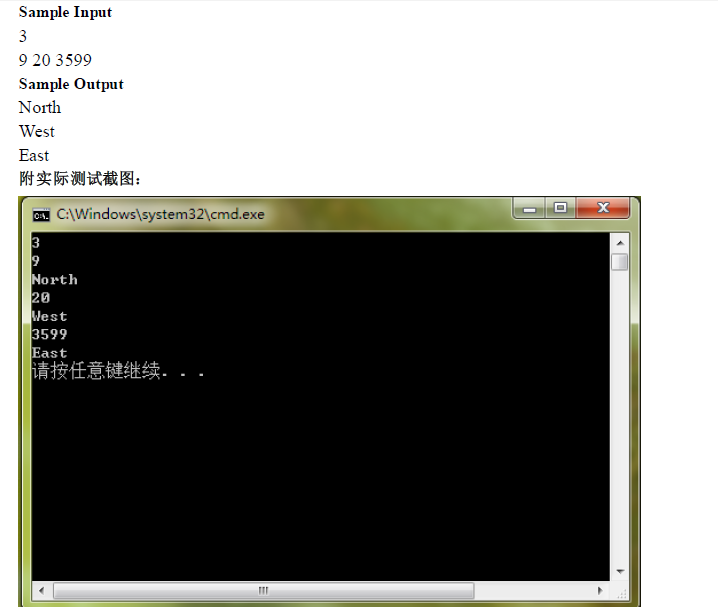 Sample Input
3
9 20 3599
Sample Output
North
West
East
附实际测试截图：
C:\Windows\system32\cmd.exe
3
9
North
20
West
3599
East
请按任意键继续. . .